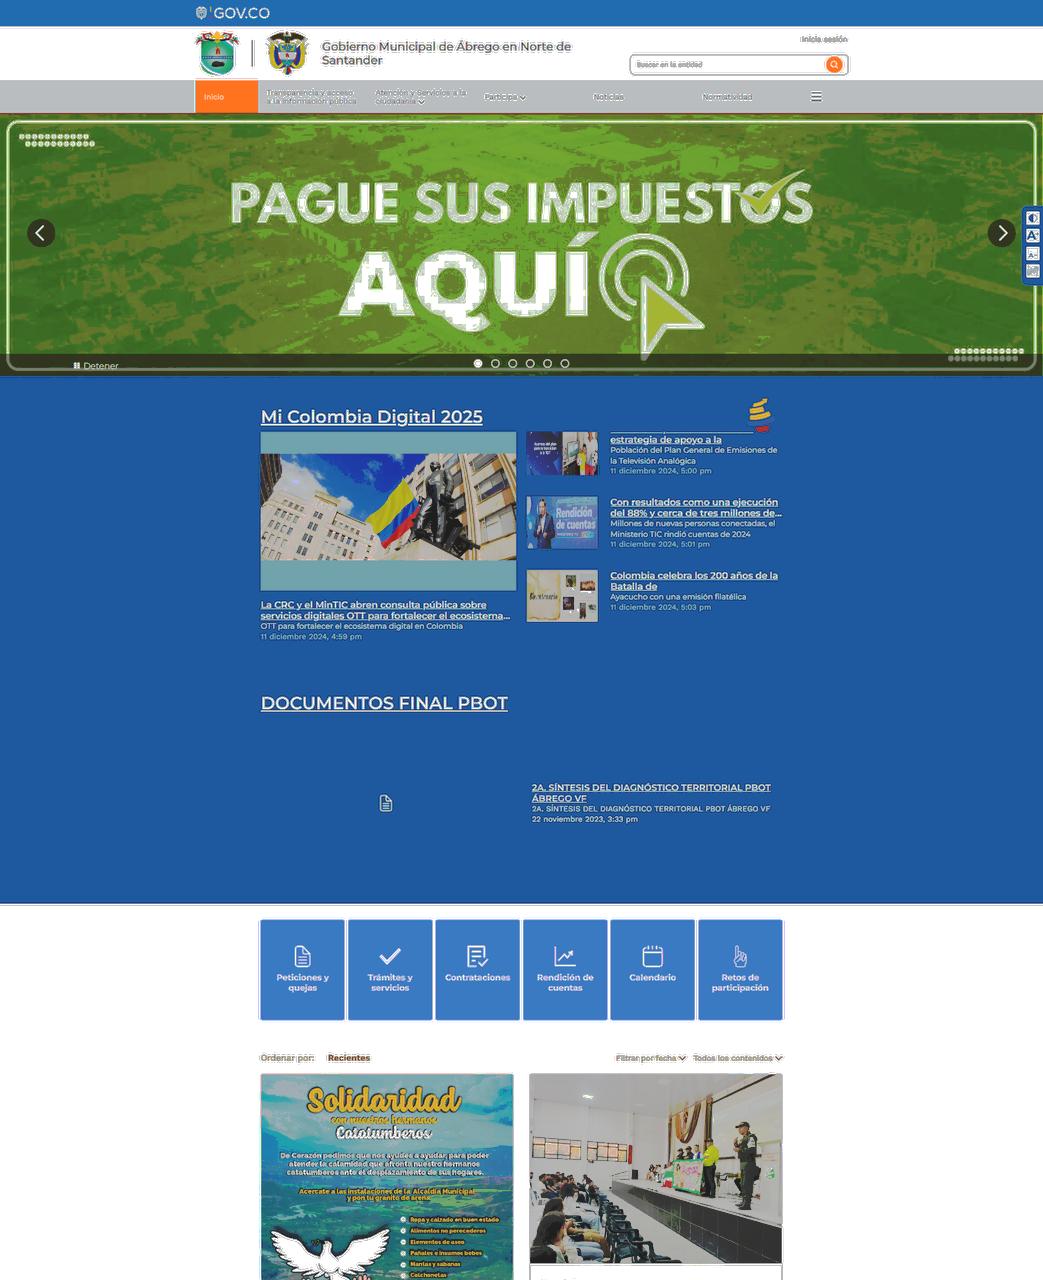 GOV.CO
Gobierno Municipal de Ábrego en Norte de
Santander
Inicia sesión
Buscar en la entidad
Inicio
Transparencia y acceso
a la información pública
Atención y Servicios a la
ciudadanía
Participa
Noticias
Normatividad
PAGUE SUS IMPUESTOS
AQUÍ
Detener
Mi Colombia Digital 2025
La CRC y el MinTIC abren consulta pública sobre
servicios digitales OTT para fortalecer el ecosistema...
OTT para fortalecer el ecosistema digital en Colombia
11 diciembre 2024, 4:59 pm
estrategia de apoyo a la
Población del Plan General de Emisiones de
la Televisión Analógica
11 diciembre 2024, 5:00 pm
Rendición
de cuentas
Con resultados como una ejecución
del 88% y cerca de tres millones de...
Millones de nuevas personas conectadas, el
Ministerio TIC rindió cuentas de 2024
11 diciembre 2024, 5:01 pm
Colombia celebra los 200 años de la
Batalla de
Ayacucho con una emisión filatélica
11 diciembre 2024, 5:03 pm
DOCUMENTOS FINAL PBOT
2A. SÍNTESIS DEL DIAGNÓSTICO TERRITORIAL PBOT
ÁBREGO VF
2A. SÍNTESIS DEL DIAGNÓSTICO TERRITORIAL PBOT ÁBREGO VF
22 noviembre 2023, 3:33 pm
Peticiones y
quejas
Trámites y
servicios
Contrataciones
Rendición de
cuentas
Calendario
Retos de
participación
Ordenar por:
Recientes
Filtrar por fecha
Todos los contenidos
Solidaridad
con nuestros hermanos
Catatumberos
De Corazón pedimos que nos ayudes a ayudar, para poder
atender la calamidad que afronta nuestro hermanos
catatumberos ante el desplazamiento de sus hogares.
Acercate a las instalaciones de la Alcaldía Municipal
y pon tu granito de arena
Ropa y calzado en buen estado
Alimentos no perecederos
Elementos de aseo
Pañales e insumos bebes
Mantas y sabanas
Colchonetas